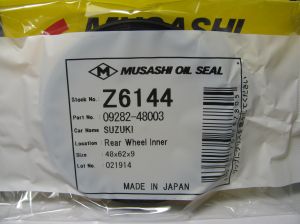 MUSASHI
M MUSASHI OIL SEAL
Stock No. Z6144
Part No. 09282-48003
Car Name SUZUKI
Location Rear Wheel Inner
Size 48x62x9
Lot No. 021914
MADE IN JAPAN